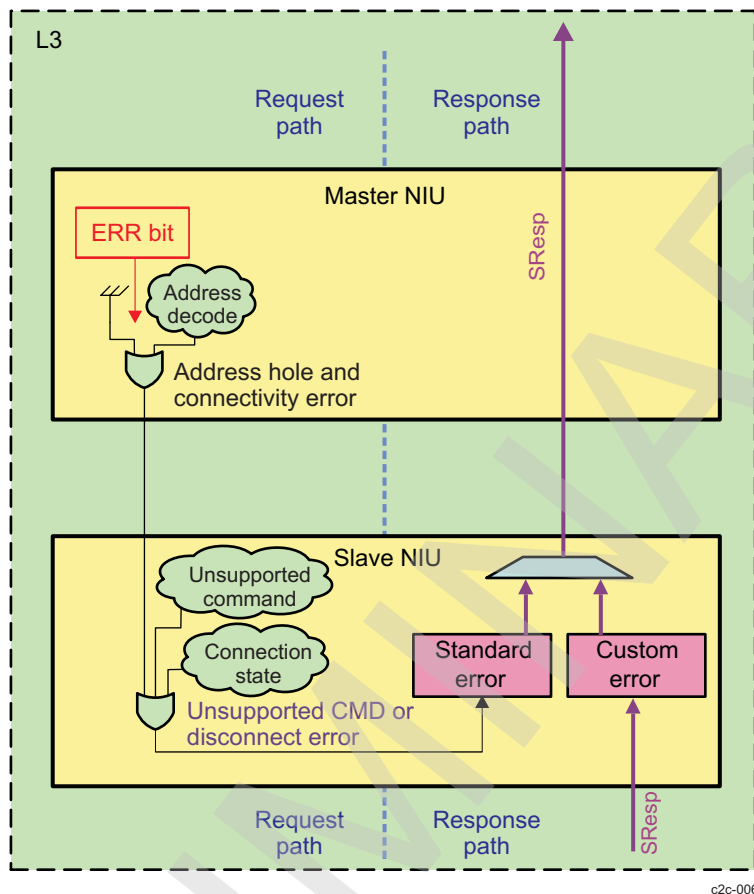 L3
Request
path
Response
path
Master NIU
ERR bit
Address
decode
SResp
Address hole and
connectivity error
Slave NIU
Unsupported
command
Connection
state
Standard
error
Custom
error
Unsupported CMD or
disconnect error
Request
path
Response
path
SResp